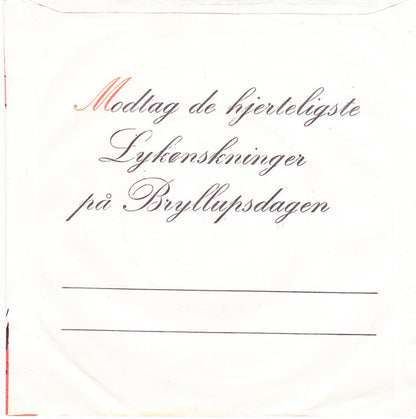 Modtag de hjerteligste
Lykønskninger
på Bryllupsdagen